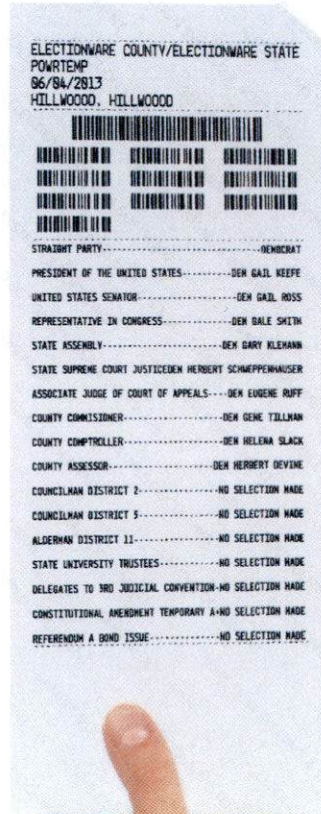 ELECTIONWARE COUNTY/ELECTIONWARE STATE
POWRTEMP
06/04/2013
HILLWOOOD, HILLWOOOD
STRAIGHT PARTY--------------------DEMOCRAT
PRESIDENT OF THE UNITED STATES---------DEM GAIL KEEFE
UNITED STATES SENATOR------------------DEM GAIL ROSS
REPRESENTATIVE IN CONGRESS-------------DEM GALE SMITH
STATE ASSEMBLY-----------------------DEM GARY KLEMANN
STATE SUPREME COURT JUSTICEDEM HERBERT SCHWEPPENHAUSER
ASSOCIATE JUDGE OF COURT OF APPEALS----DEM EUGENE RUFF
COUNTY COMMISIONER-------------------DEM GENE TILLMAN
COUNTY COMPTROLLER-------------------DEM HELENA SLACK
COUNTY ASSESSOR---------------------DEM HERBERT DEVINE
COUNCILMAN DISTRICT 2---------------NO SELECTION MADE
COUNCILMAN DISTRICT 5---------------NO SELECTION MADE
ALDERMAN DISTRICT 11----------------NO SELECTION MADE
STATE UNIVERSITY TRUSTEES-----------NO SELECTION MADE
DELEGATES TO 3RD JUDICIAL CONVENTION-NO SELECTION MADE
CONSTITUTIONAL AMENDMENT TEMPORARY A-NO SELECTION MADE
REFERENDUM A BOND ISSUE-------------NO SELECTION MADE